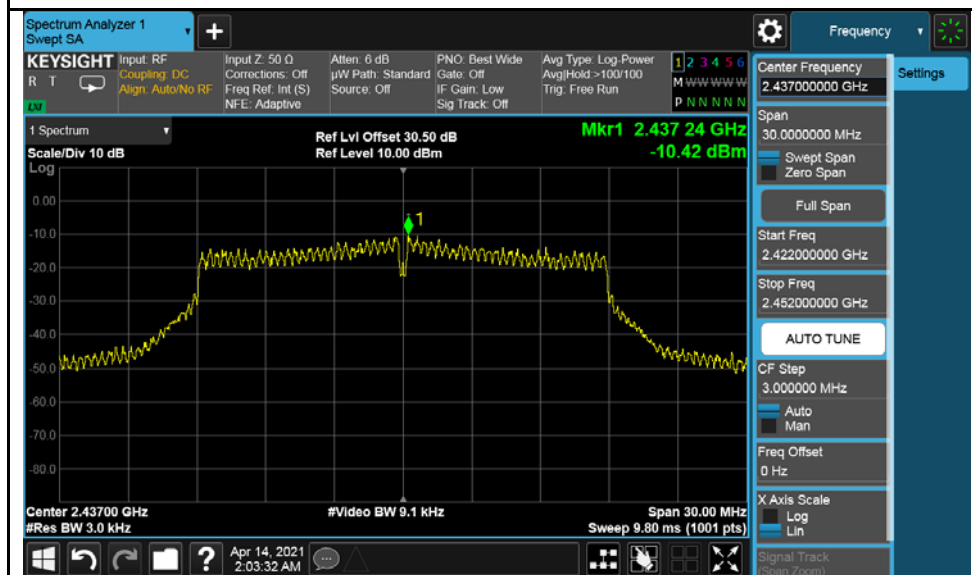 Spectrum Analyzer 1
Swept SA
+
Frequency
KEYSIGHT
R T
LXI
Input: RF
Coupling: DC
Align: Auto/No RF
Input Z: 50 Ω
Corrections: Off
Freq Ref: Int (S)
NFE: Adaptive
Atten: 6 dB
µW Path: Standard
Source: Off
PNO: Best Wide
Gate: Off
IF Gain: Low
Sig Track: Off
Avg Type: Log-Power
Avg|Hold:>100/100
Trig: Free Run
1 2 3 4 5 6
M W W W W W
P N N N N N
1 Spectrum
Scale/Div 10 dB
Log
Ref Lvl Offset 30.50 dB
Ref Level 10.00 dBm
Mkr1 2.437 24 GHz
-10.42 dBm
1
0.00
-10.0
-20.0
-30.0
-40.0
-50.0
-60.0
-70.0
-80.0
Center 2.43700 GHz
#Res BW 3.0 kHz
#Video BW 9.1 kHz
Span 30.00 MHz
Sweep 9.80 ms (1001 pts)
?
Apr 14, 2021
2:03:32 AM
Center Frequency
2.437000000 GHz
Span
30.0000000 MHz
Swept Span
Zero Span
Full Span
Start Freq
2.422000000 GHz
Stop Freq
2.452000000 GHz
AUTO TUNE
CF Step
3.000000 MHz
Auto
Man
Freq Offset
0 Hz
X Axis Scale
Log
Lin
Signal Track
(Span Zoom)
Settings